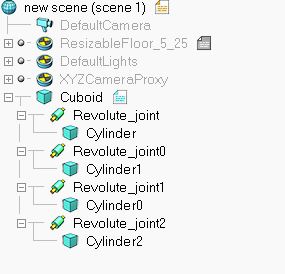 new scene (scene 1)
DefaultCamera
ResizableFloor_5_25
DefaultLights
XYZCameraProxy
Cuboid
Revolute_joint
Cylinder
Revolute_joint0
Cylinder1
Revolute_joint1
Cylinder0
Revolute_joint2
Cylinder2